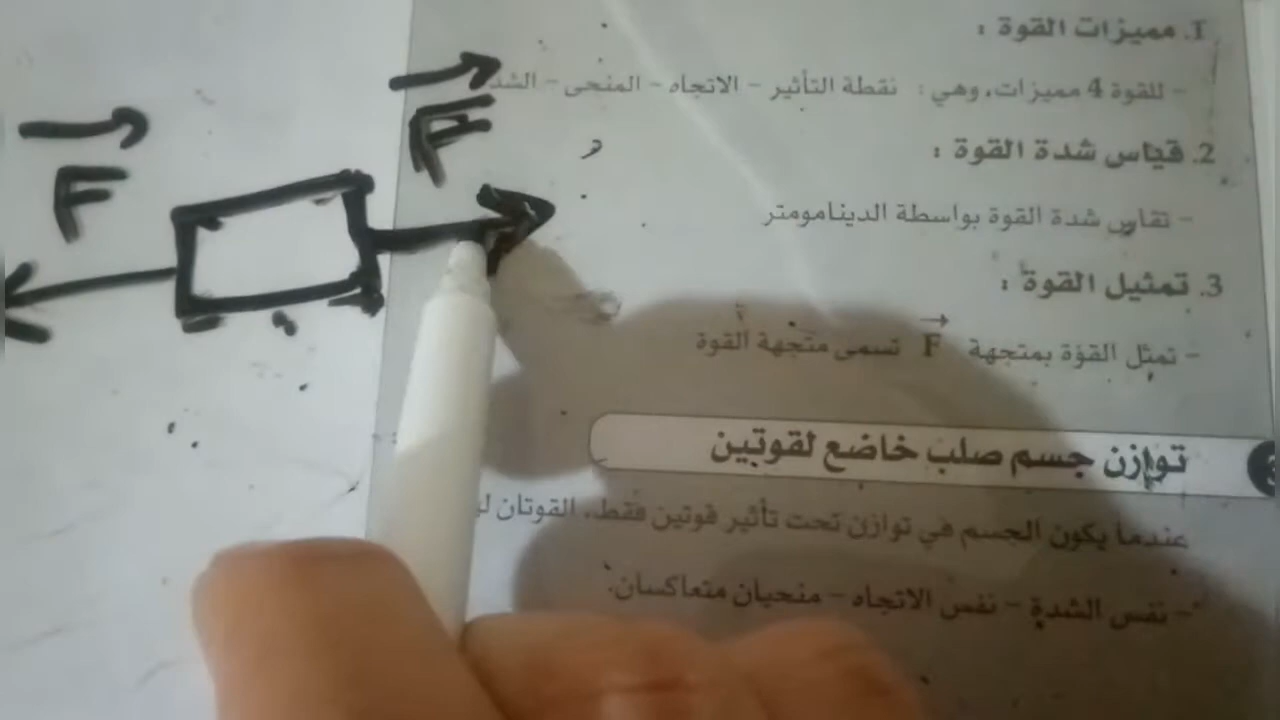 1. مميزات القوة :
- للقوة 4 مميزات، وهي : نقطة التأثير - الاتجاه - المنحى -
2. قياس شدة القوة :
- تقاس شدة القوة بواسطة الدينامومتر
3. تمثيل القوة :
- تمثل القوة بمتجهة F تسمى متجهة القوة
توازن جسم صلب خاضع لقوتين
عندما يكون الجسم في توازن تحت تأثير قوتين فقط، القوتان
- نفس الشدة - نفس الاتجاه - منحيان متعاكسان.
F
F